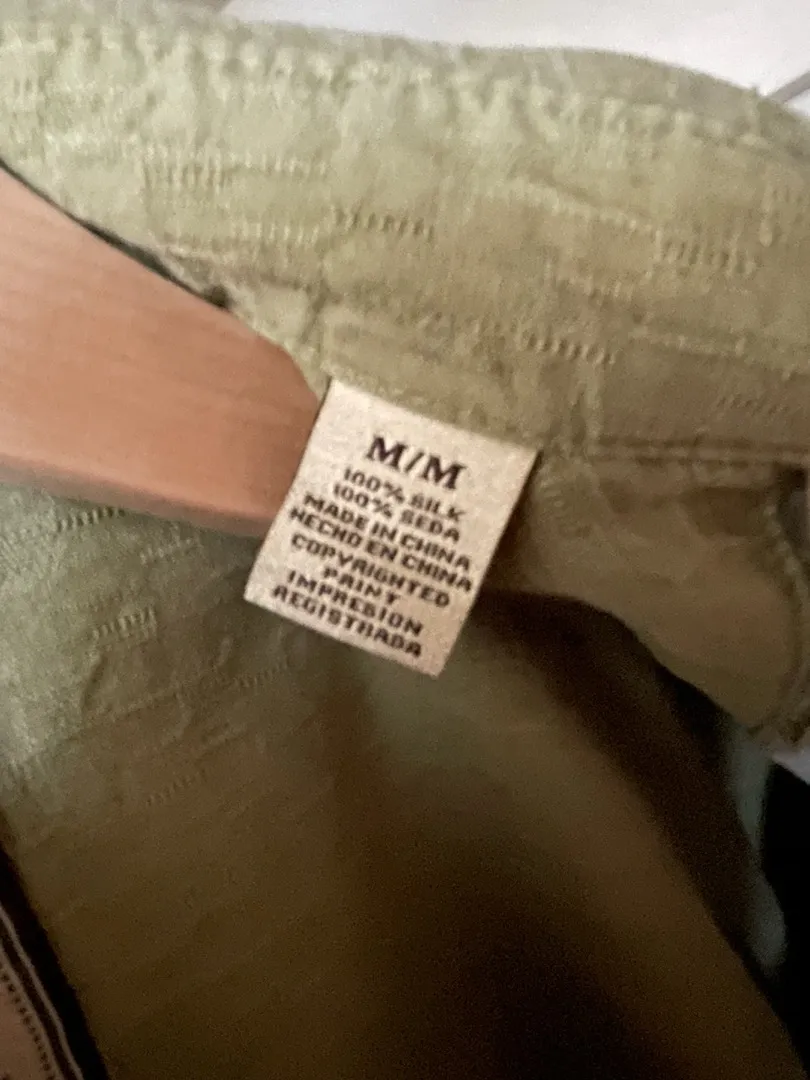 M/M
100% SILK
100% SEDA
MADE IN CHINA
HECHO EN CHINA
COPYRIGHTED
PRINT
IMPRESION
REGISTRADA